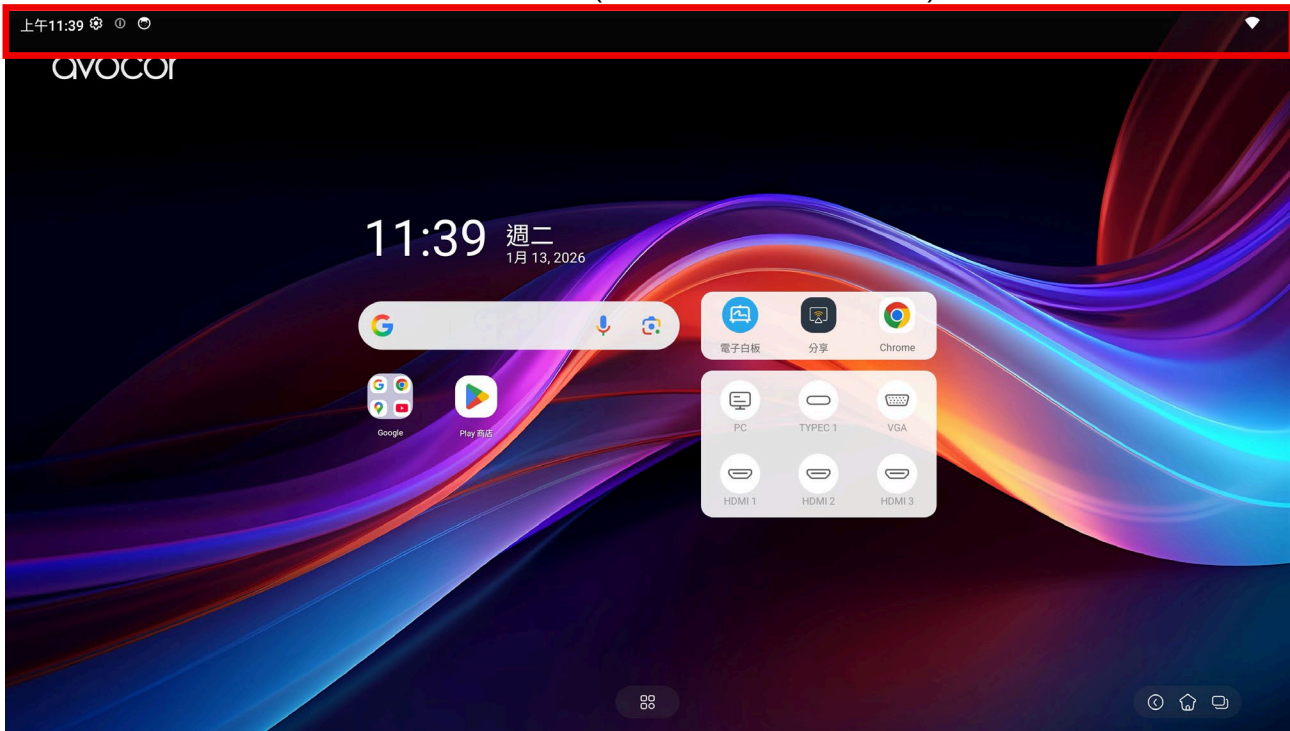 上午11:39
avocor
11:39
週二
1月 13, 2026
電子白板
分享
Chrome
Google
Play 商店
PC
TYPEC 1
VGA
HDMI 1
HDMI 2
HDMI 3